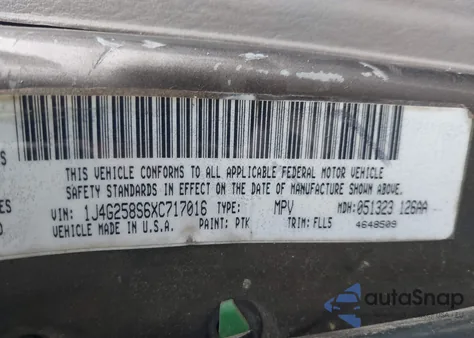 THIS VEHICLE CONFORMS TO ALL APPLICABLE FEDERAL MOTOR VEHICLE
SAFETY STANDARDS IN EFFECT ON THE DATE OF MANUFACTURE SHOWN ABOVE.
VIN: 1J4G258S6XC717016 TYPE: MPV MDH: 051323 126AA
VEHICLE MADE IN U.S.A. PAINT: PTK TRIM: FLL5 4648509
autoSnap